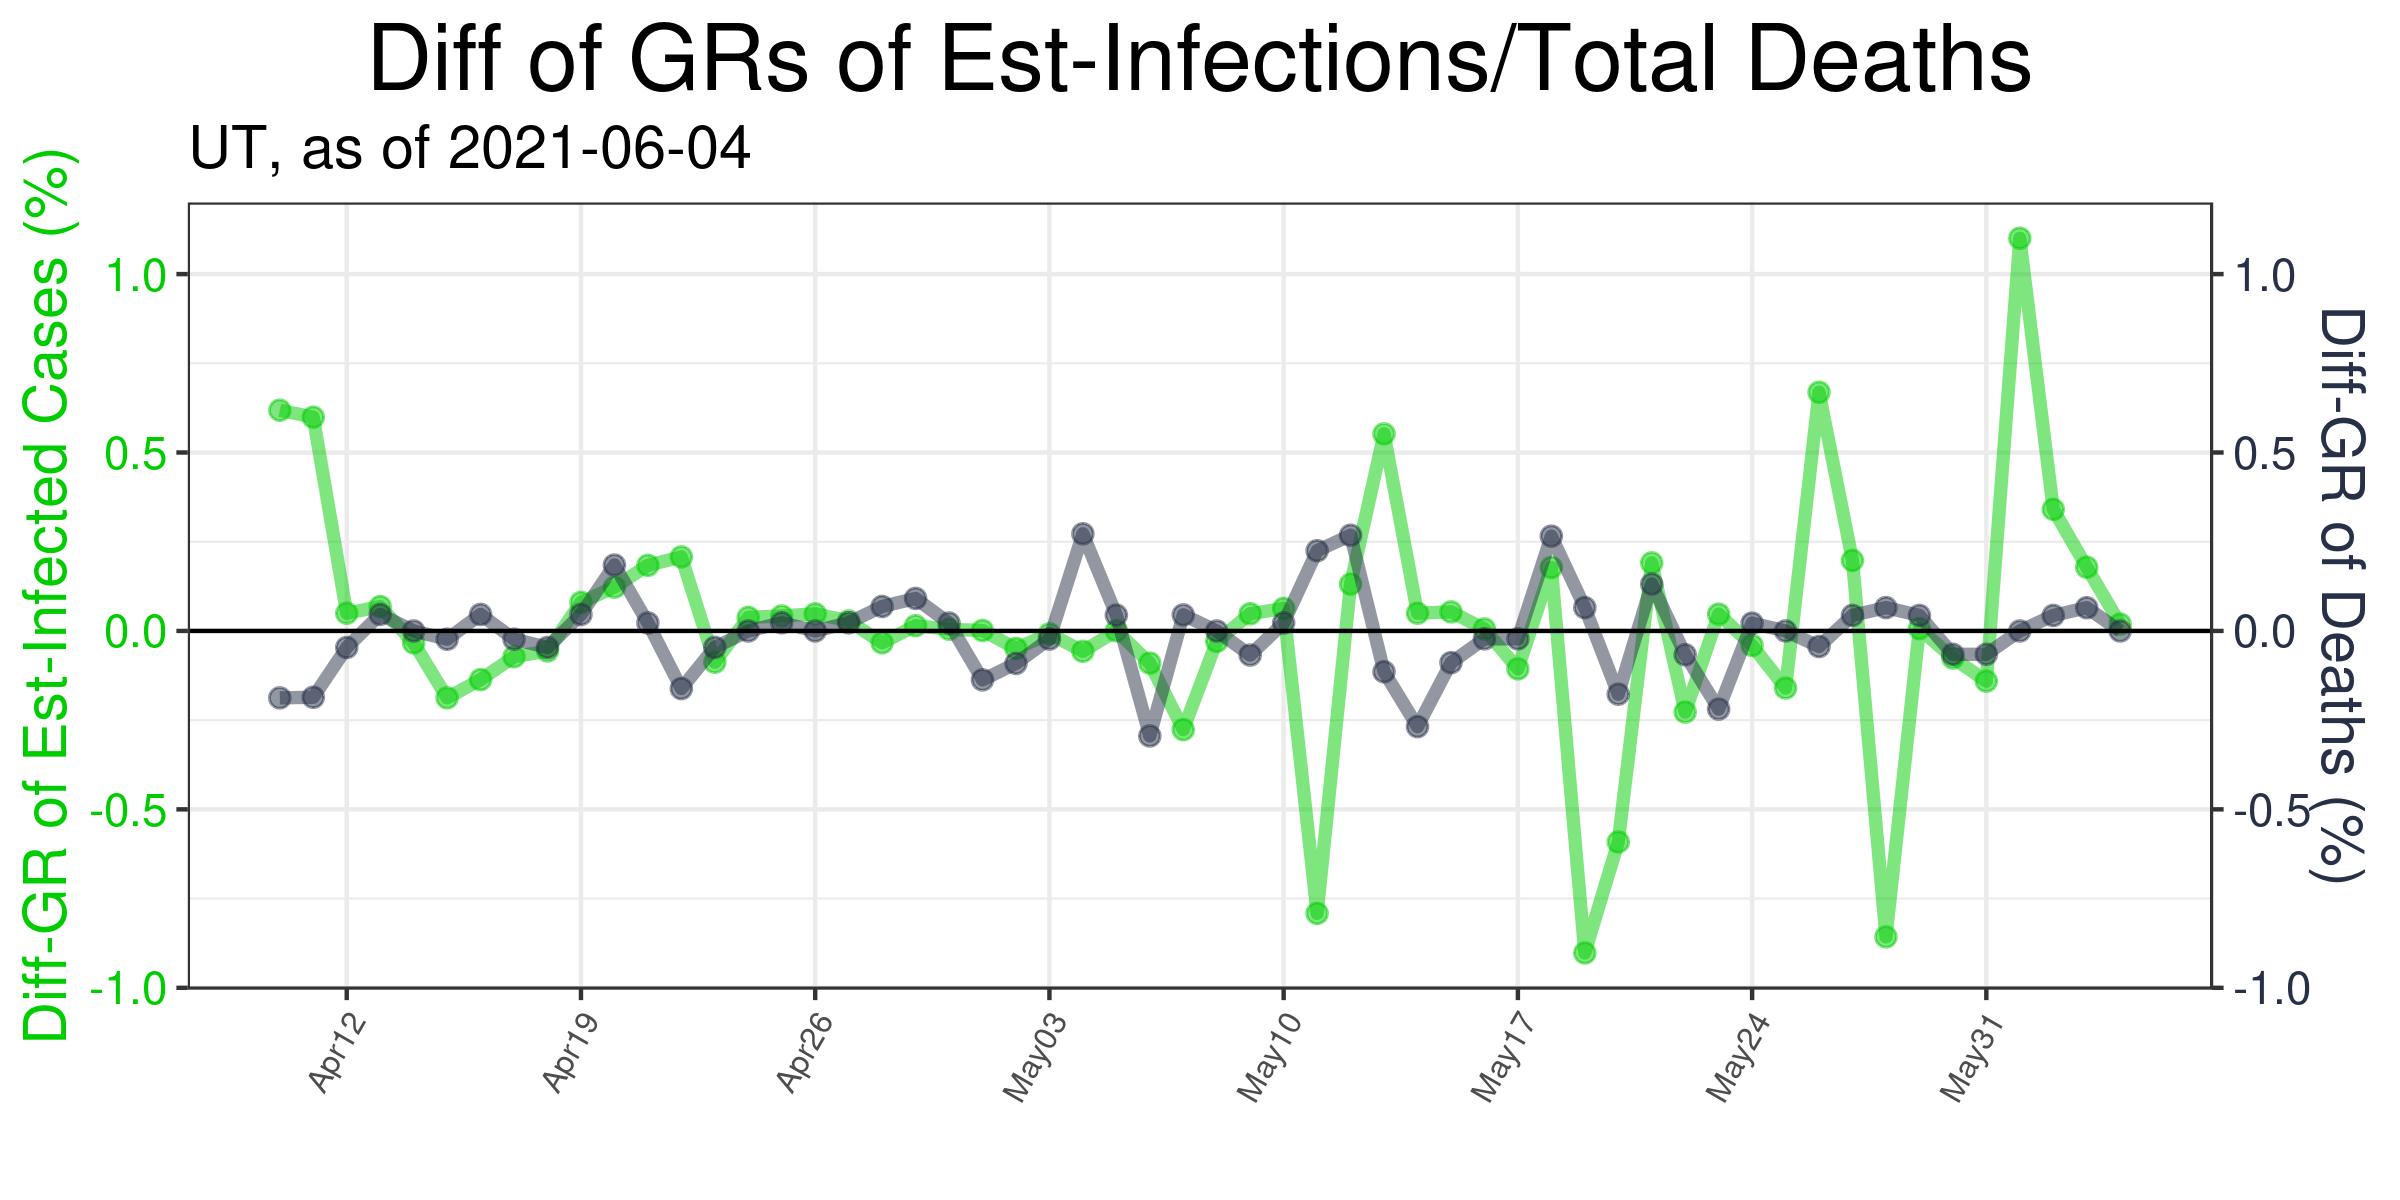 Diff of GRs of Est-Infections/Total Deaths
UT, as of 2021-06-04
Diff-GR of Est-Infected Cases (%)
1.0
0.5
0.0
-0.5
-1.0
1.0
0.5
0.0
-0.5
-1.0
Diff-GR of Deaths (%)
Apr12
Apr19
Apr26
May03
May10
May17
May24
May31